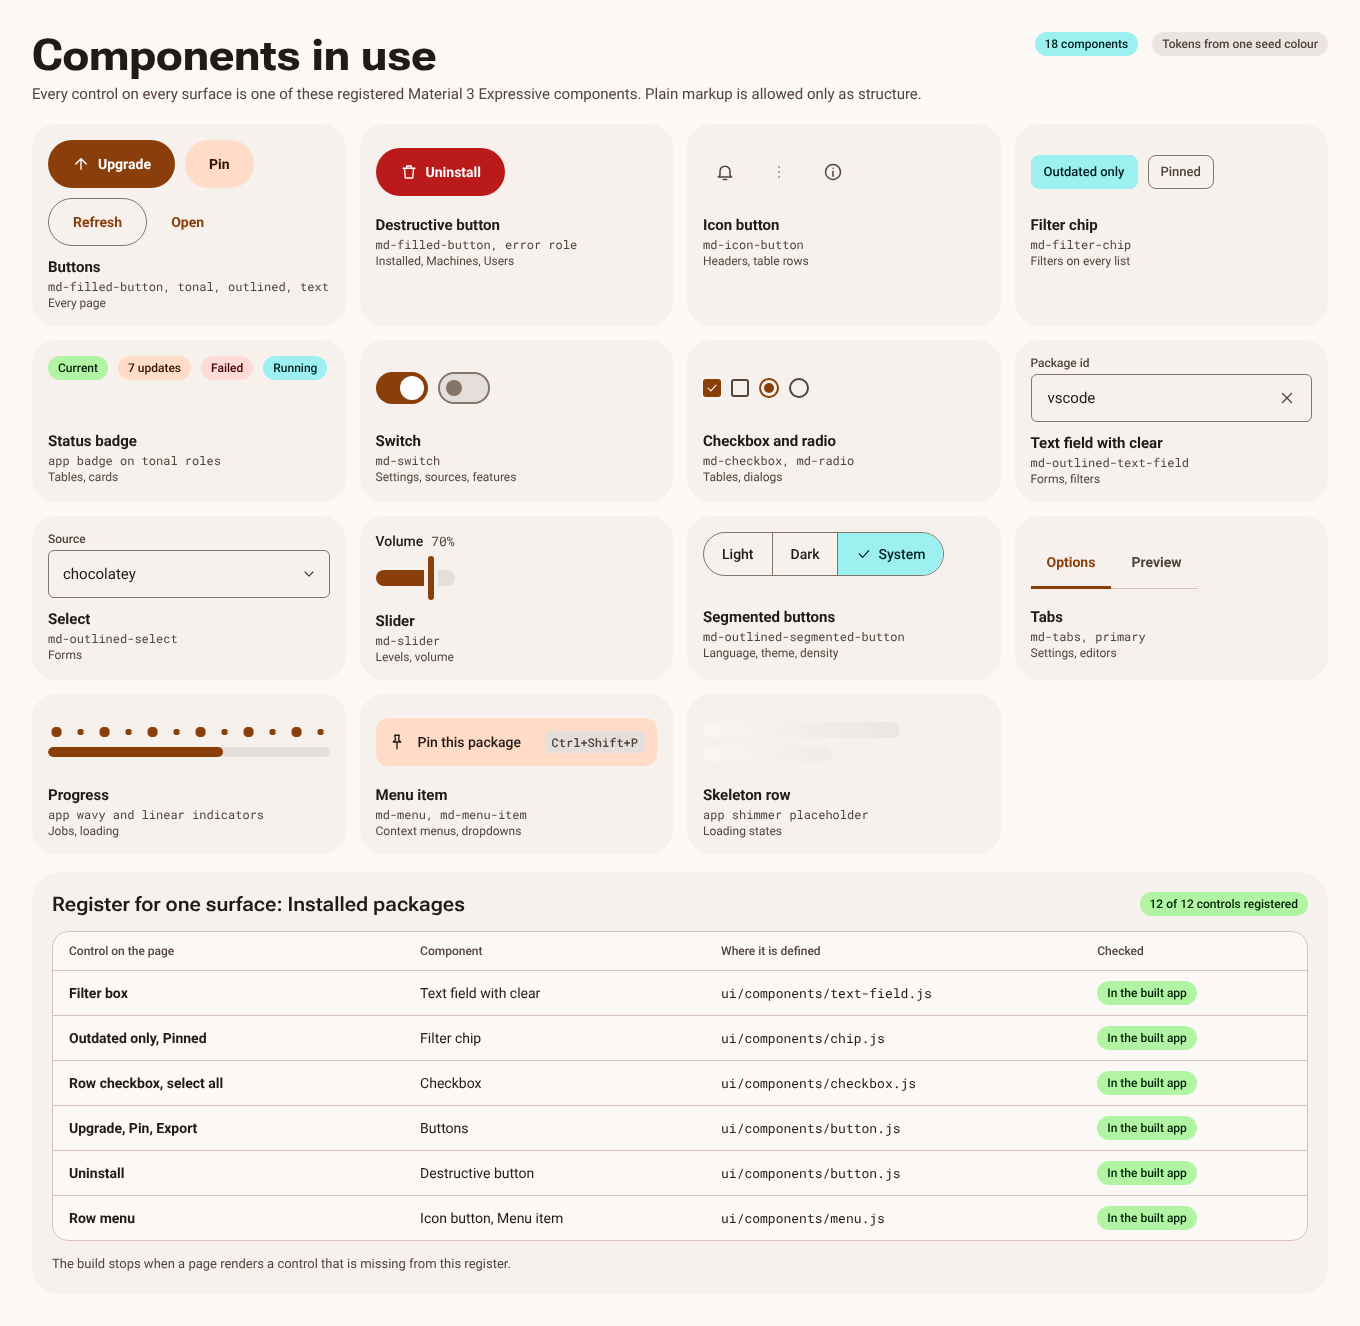 Components in use
18 components
Tokens from one seed colour
Every control on every surface is one of these registered Material 3 Expressive components. Plain markup is allowed only as structure.
Upgrade
Pin
Refresh
Open
Buttons
md-filled-button, tonal, outlined, text
Every page
Uninstall
Destructive button
md-filled-button, error role
Installed, Machines, Users
Icon button
md-icon-button
Headers, table rows
Outdated only
Pinned
Filter chip
md-filter-chip
Filters on every list
Current
7 updates
Failed
Running
Status badge
app badge on tonal roles
Tables, cards
Switch
md-switch
Settings, sources, features
Checkbox and radio
md-checkbox, md-radio
Tables, dialogs
Package id
vscode
Text field with clear
md-outlined-text-field
Forms, filters
Source
chocolatey
Select
md-outlined-select
Forms
Volume 70%
Slider
md-slider
Levels, volume
Light
Dark
System
Segmented buttons
md-outlined-segmented-button
Language, theme, density
Options
Preview
Tabs
md-tabs, primary
Settings, editors
Progress
app wavy and linear indicators
Jobs, loading
Pin this package
Ctrl+Shift+P
Menu item
md-menu, md-menu-item
Context menus, dropdowns
Skeleton row
app shimmer placeholder
Loading states
Register for one surface: Installed packages
12 of 12 controls registered
Control on the page Component Where it is defined Checked
Filter box Text field with clear ui/components/text-field.js In the built app
Outdated only, Pinned Filter chip ui/components/chip.js In the built app
Row checkbox, select all Checkbox ui/components/checkbox.js In the built app
Upgrade, Pin, Export Buttons ui/components/button.js In the built app
Uninstall Destructive button ui/components/button.js In the built app
Row menu Icon button, Menu item ui/components/menu.js In the built app
The build stops when a page renders a control that is missing from this register.